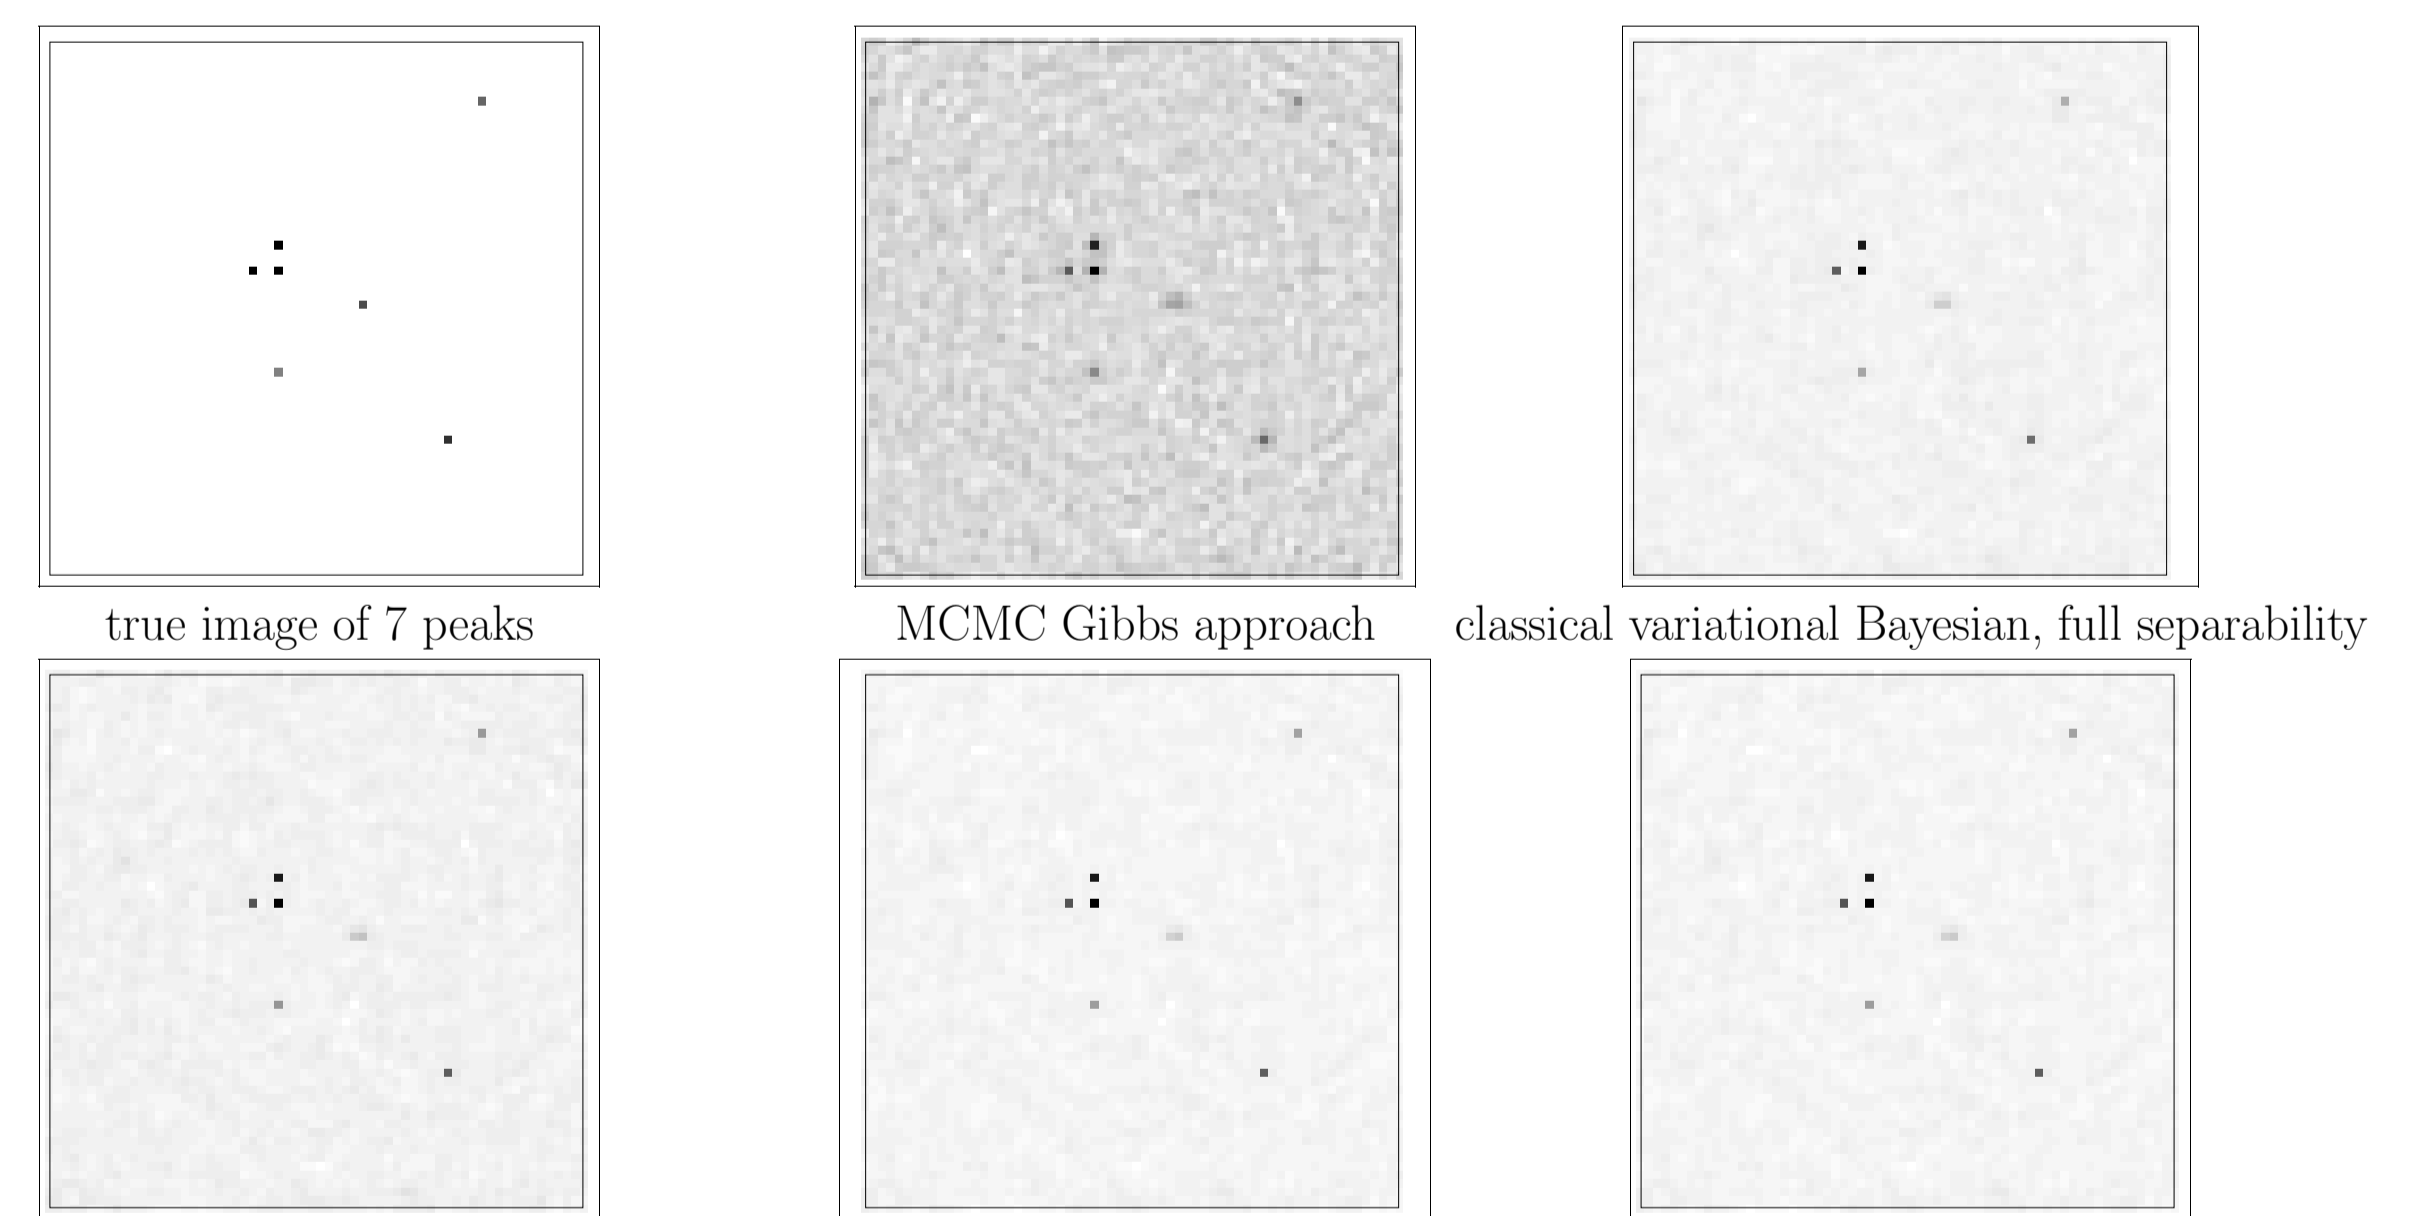 true image of 7 peaks
MCMC Gibbs approach
classical variational Bayesian, full separability